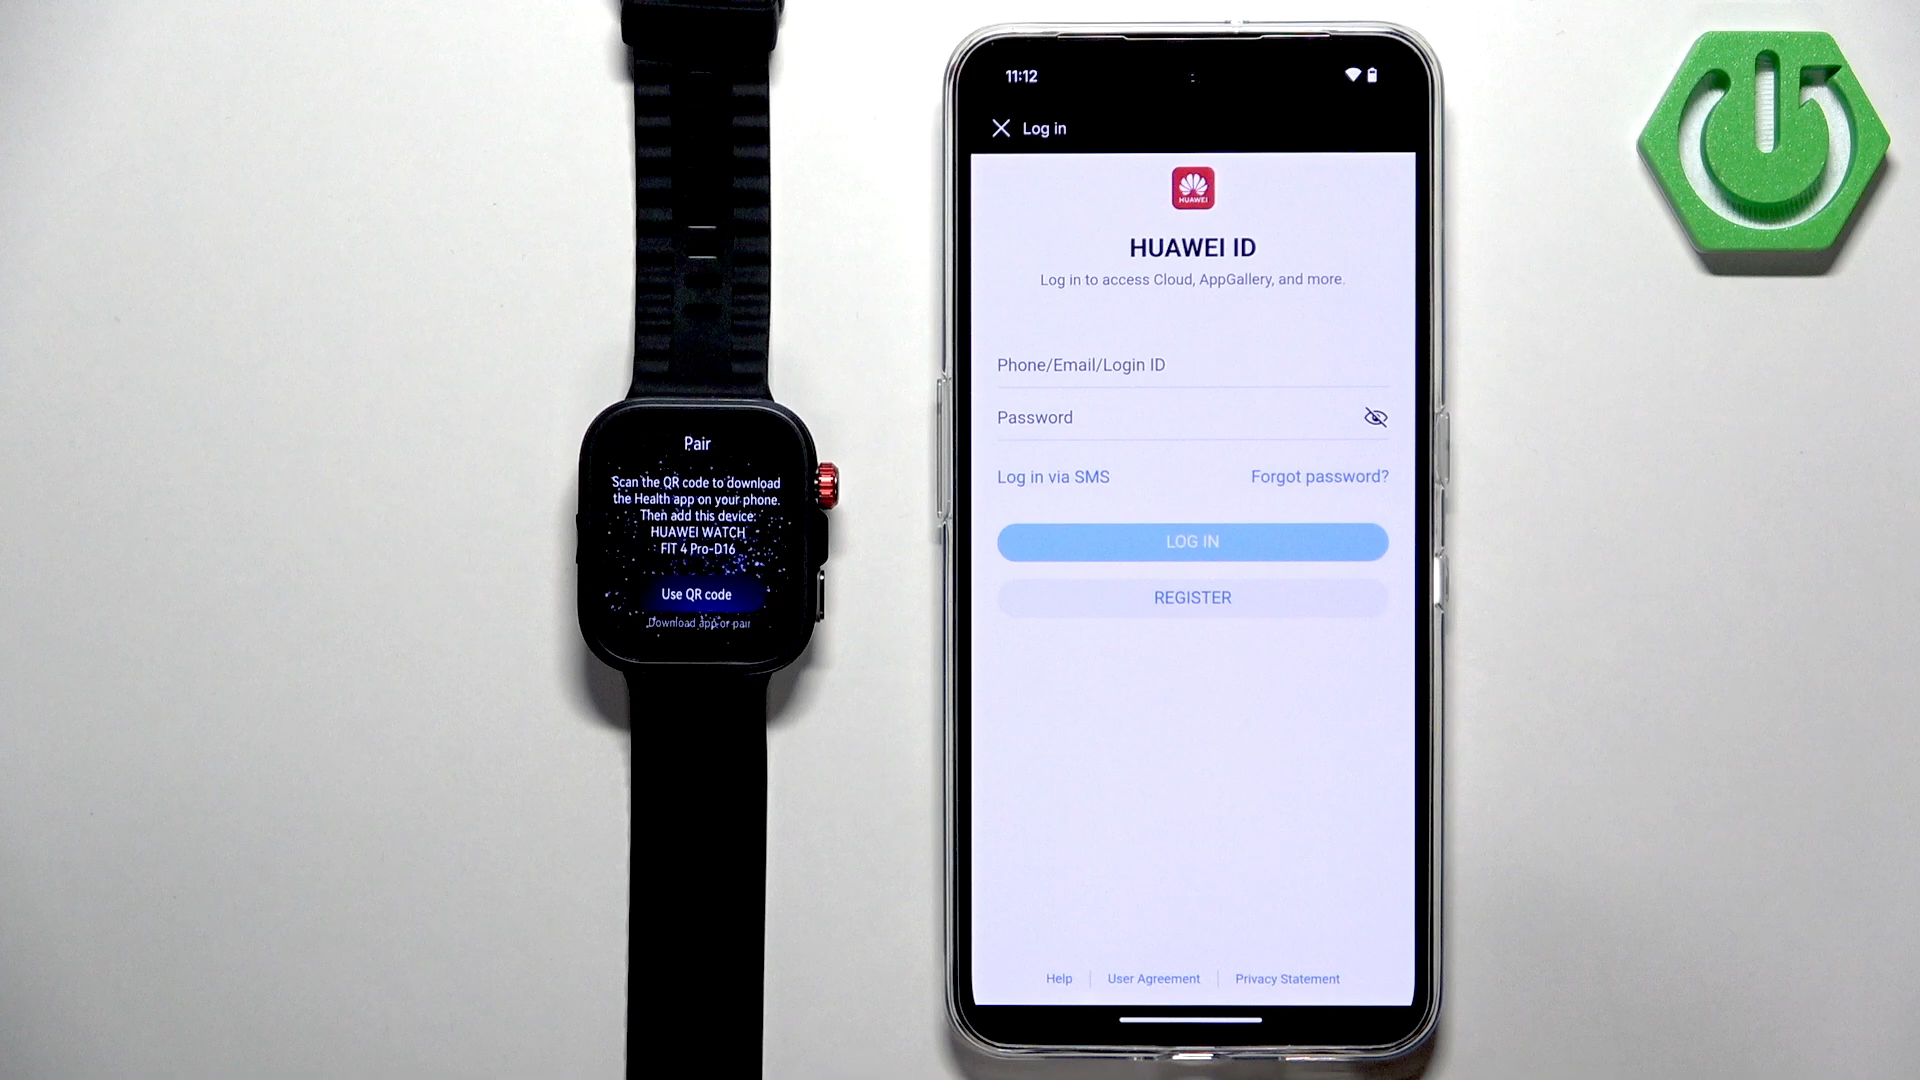 Pair
Scan the QR code to download
the Health app on your phone.
Then add this device:
HUAWEI WATCH
FIT 4 Pro-D16
Use QR code
Download app or pair
11:12
Log in
HUAWEI
HUAWEI ID
Log in to access Cloud, AppGallery, and more.
Phone/Email/Login ID
Password
Log in via SMS
Forgot password?
LOG IN
REGISTER
Help
User Agreement
Privacy Statement